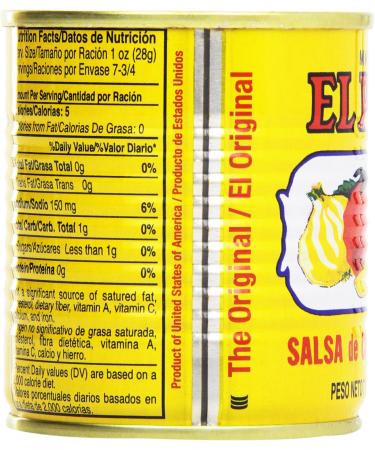 Nutrition Facts/Datos de Nutrición
Serv. Size/Tamaño por Ración 1 oz (28g)
Servings/Raciones por Envase 7-3/4
Amount Per Serving/Cantidad por Ración
Calories/Calorías: 5
Calories from Fat/Calorías De Grasa: 0
%Daily Value/%Valor Diario*
Total Fat/Grasa Total 0g 0%
Trans Fat/Grasa Trans 0g
Sodium/Sodio 150 mg 6%
Total Carb/Carb. Total 1g 0%
Sugars/Azúcares Less than 1g 0%
Protein/Proteína 0g 0%
Not a significant source of satured fat,
cholesterol, dietary fiber, vitamin A, vitamin C,
calcium, and iron.
Origen no significativo de grasa saturada,
colesterol, fibra dietética, vitamina A,
vitamina C, calcio y hierro.
Percent Daily values (DV) are based on a
2,000 calorie diet.
Valores porcentuales diarios basados en
una dieta de 2,000 calorías.
Product of United States of America / Producto de Estados Unidos
The Original / El Original
EL
SALSA de
PESO NETO